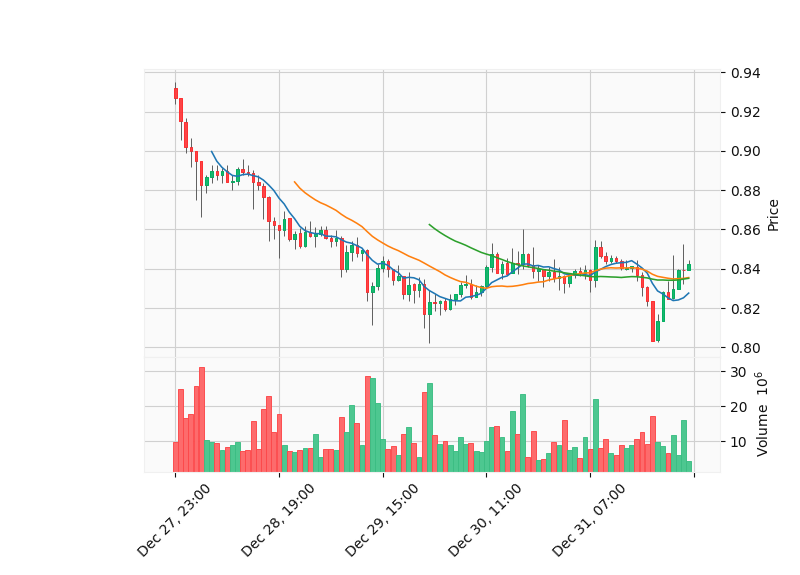 0.94
0.92
0.90
0.88
0.86
0.84
0.82
0.80
Price
30
20
10
Volume 10⁶
Dec 27, 23:00
Dec 28, 19:00
Dec 29, 15:00
Dec 30, 11:00
Dec 31, 07:00